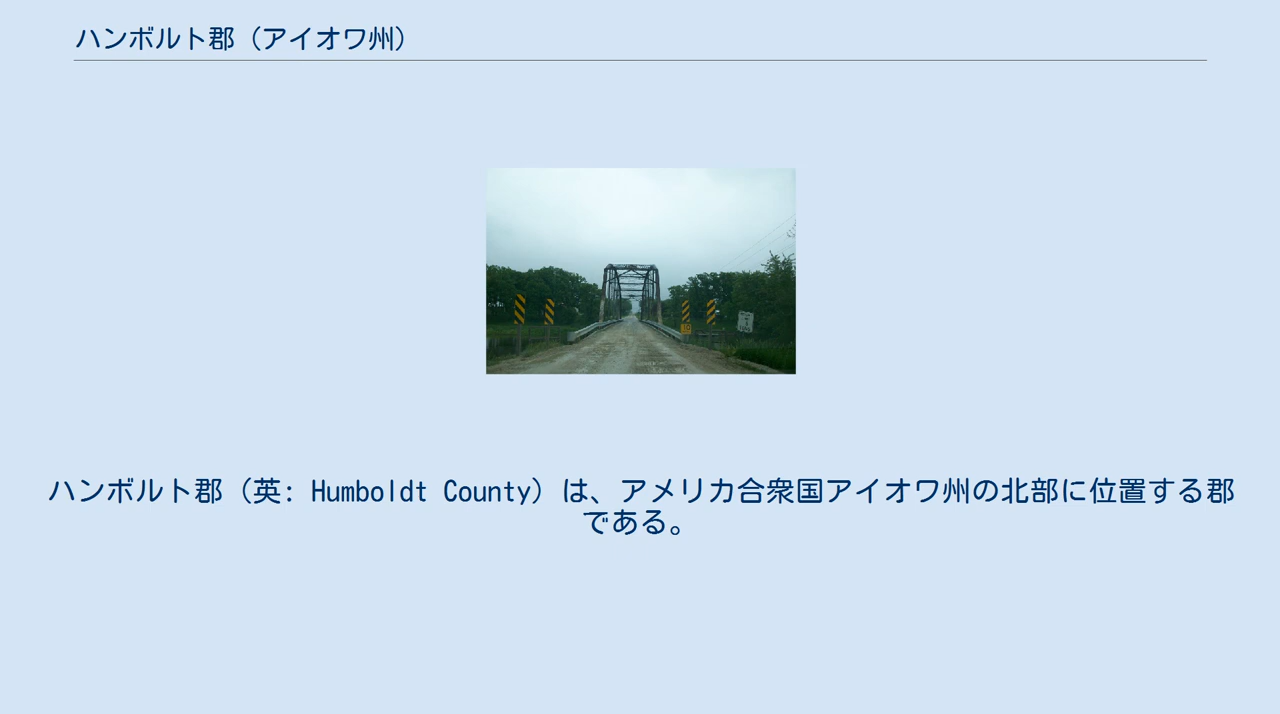 ハンボルト郡（アイオワ州）
ハンボルト郡（英: Humboldt County）は、アメリカ合衆国アイオワ州の北部に位置する郡
である。